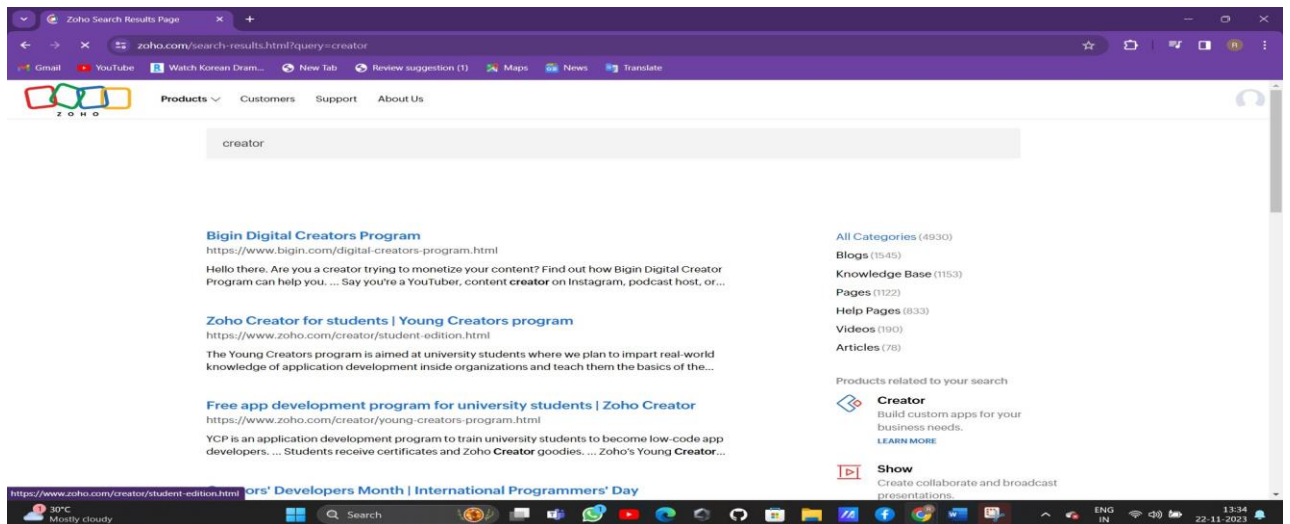 Zoho Search Results Page
zoho.com/search-results.html?query=creator
Gmail YouTube Watch Korean Dram... New Tab Review suggestion (1) Maps News Translate
ZOHO
Products Customers Support About Us
creator
Bigin Digital Creators Program
https://www.bigin.com/digital-creators-program.html
Hello there. Are you a creator trying to monetize your content? Find out how Bigin Digital Creator
Program can help you. ... Say you're a YouTuber, content creator on Instagram, podcast host, or...
Zoho Creator for students | Young Creators program
https://www.zoho.com/creator/student-edition.html
The Young Creators program is aimed at university students where we plan to impart real-world
knowledge of application development inside organizations and teach them the basics of the...
Free app development program for university students | Zoho Creator
https://www.zoho.com/creator/young-creators-program.html
YCP is an application development program to train university students to become low-code app
developers. ... Students receive certificates and Zoho Creator goodies. ... Zoho's Young Creator...
ors' Developers Month | International Programmers' Day
All Categories (4930)
Blogs (1545)
Knowledge Base (1153)
Pages (1122)
Help Pages (833)
Videos (190)
Articles (78)
Products related to your search
Creator
Build custom apps for your
business needs.
LEARN MORE
Show
Create collaborate and broadcast
presentations.
https://www.zoho.com/creator/student-edition.html
30°C
Mostly cloudy
Search
ENG
IN
13:34
22-11-2023